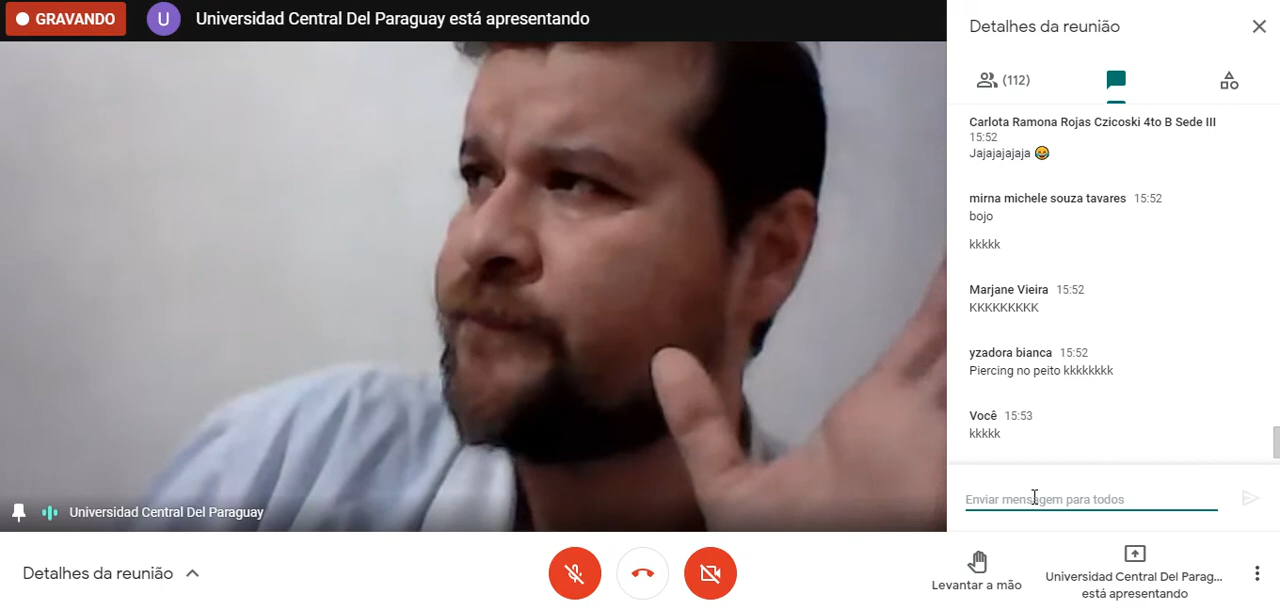 GRAVANDO
U
Universidad Central Del Paraguay está apresentando
Detalhes da reunião
(112)
Carlota Ramona Rojas Czicoski 4to B Sede III
15:52
Jajajajajaja 😂
mirna michele souza tavares 15:52
bojo
kkkkk
Marjane Vieira 15:52
KKKKKKKKK
yzadora bianca 15:52
Piercing no peito kkkkkkkk
Você 15:53
kkkkk
Enviar mensagem para todos
Universidad Central Del Paraguay
Detalhes da reunião
Levantar a mão
Universidad Central Del Parag...
está apresentando